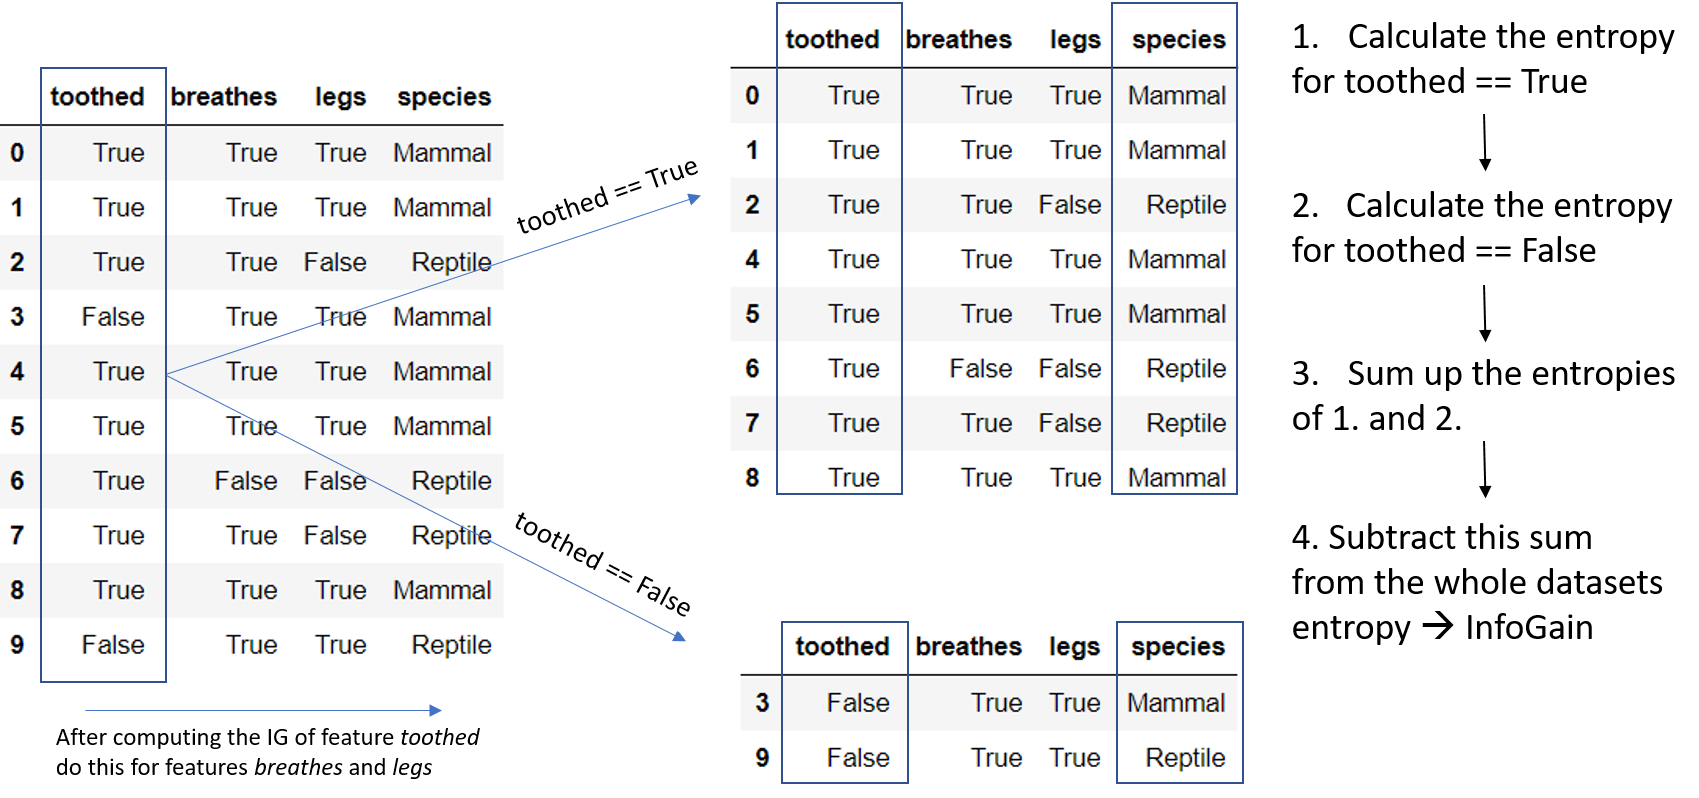 toothed breathes legs species
0 True True True Mammal
1 True True True Mammal
2 True True False Reptile
3 False True True Mammal
4 True True True Mammal
5 True True True Mammal
6 True False False Reptile
7 True True False Reptile
8 True True True Mammal
9 False True True Reptile
After computing the IG of feature toothed
do this for features breathes and legs
toothed == True
toothed == False
toothed breathes legs species
0 True True True Mammal
1 True True True Mammal
2 True True False Reptile
4 True True True Mammal
5 True True True Mammal
6 True False False Reptile
7 True True False Reptile
8 True True True Mammal
toothed breathes legs species
3 False True True Mammal
9 False True True Reptile
1. Calculate the entropy
for toothed == True
2. Calculate the entropy
for toothed == False
3. Sum up the entropies
of 1. and 2.
4. Subtract this sum
from the whole datasets
entropy → InfoGain